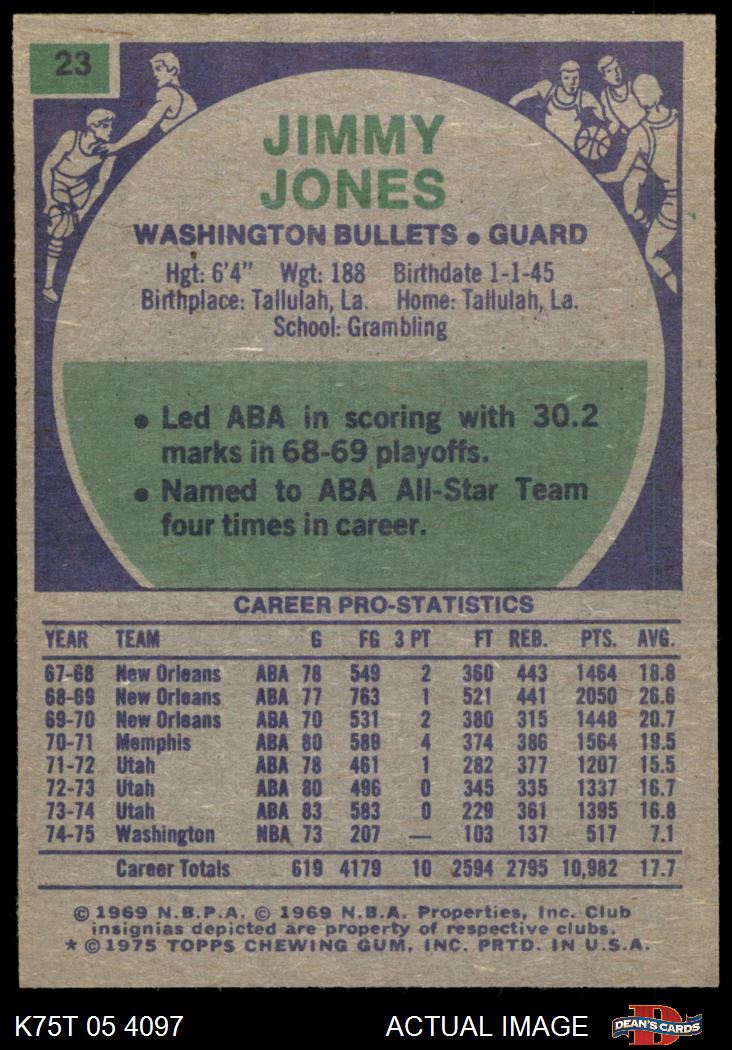 23
JIMMY
JONES
WASHINGTON BULLETS • GUARD
Hgt: 6'4" Wgt: 188 Birthdate 1-1-45
Birthplace: Tallulah, La. Home: Tallulah, La.
School: Grambling
• Led ABA in scoring with 30.2
marks in 68-69 playoffs.
• Named to ABA All-Star Team
four times in career.
CAREER PRO-STATISTICS
YEAR TEAM G FG 3 PT FT REB. PTS. AVG.
67-68 New Orleans ABA 78 549 2 360 443 1464 18.8
68-69 New Orleans ABA 77 763 1 521 441 2050 26.6
69-70 New Orleans ABA 70 531 2 380 315 1448 20.7
70-71 Memphis ABA 80 589 4 374 386 1564 19.5
71-72 Utah ABA 78 461 1 282 377 1207 15.5
72-73 Utah ABA 80 496 0 345 335 1337 16.7
73-74 Utah ABA 83 583 0 229 361 1395 16.8
74-75 Washington NBA 73 207 — 103 137 517 7.1
Career Totals 619 4179 10 2594 2795 10,982 17.7
© 1969 N.B.P.A. © 1969 N.B.A. Properties, Inc. Club
insignias depicted are property of respective clubs.
* © 1975 TOPPS CHEWING GUM, INC. PRTD. IN U.S.A.
K75T 05 4097 ACTUAL IMAGE DEAN'S CARDS